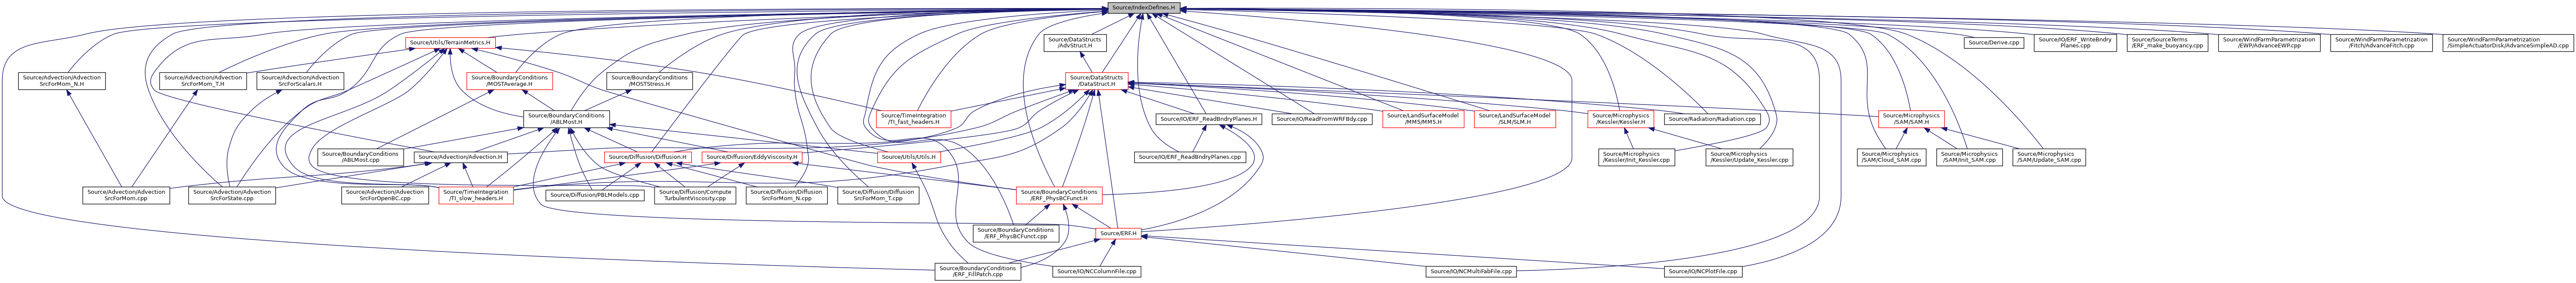 Source/IndexDefines.H
Source/Utils/TerrainMetrics.H
Source/DataStructs
/AdvStruct.H
Source/Derive.cpp
Source/IO/ERF_WriteBndry
Planes.cpp
Source/SourceTerms
/ERF_make_buoyancy.cpp
Source/WindFarmParametrization
/EWP/AdvanceEWP.cpp
Source/WindFarmParametrization
/Fitch/AdvanceFitch.cpp
Source/WindFarmParametrization
/SimpleActuatorDisk/AdvanceSimpleAD.cpp
Source/Advection/Advection
SrcForMom_N.H
Source/Advection/Advection
SrcForMom_T.H
Source/Advection/Advection
SrcForScalars.H
Source/BoundaryConditions
/MOSTAverage.H
Source/BoundaryConditions
/MOSTStress.H
Source/DataStructs
/DataStruct.H
Source/BoundaryConditions
/ABLMost.H
Source/TimeIntegration
/TI_fast_headers.H
Source/IO/ERF_ReadBndryPlanes.H
Source/IO/ReadFromWRFBdy.cpp
Source/LandSurfaceModel
/MM5/MM5.H
Source/LandSurfaceModel
/SLM/SLM.H
Source/Microphysics
/Kessler/Kessler.H
Source/Radiation/Radiation.cpp
Source/Microphysics
/SAM/SAM.H
Source/BoundaryConditions
/ABLMost.cpp
Source/Advection/Advection.H
Source/Diffusion/Diffusion.H
Source/Diffusion/EddyViscosity.H
Source/Utils/Utils.H
Source/IO/ERF_ReadBndryPlanes.cpp
Source/Microphysics
/Kessler/Init_Kessler.cpp
Source/Microphysics
/Kessler/Update_Kessler.cpp
Source/Microphysics
/SAM/Cloud_SAM.cpp
Source/Microphysics
/SAM/Init_SAM.cpp
Source/Microphysics
/SAM/Update_SAM.cpp
Source/Advection/Advection
SrcForMom.cpp
Source/Advection/Advection
SrcForState.cpp
Source/Advection/Advection
SrcForOpenBC.cpp
Source/TimeIntegration
/TI_slow_headers.H
Source/Diffusion/PBLModels.cpp
Source/Diffusion/Compute
TurbulentViscosity.cpp
Source/Diffusion/Diffusion
SrcForMom_N.cpp
Source/Diffusion/Diffusion
SrcForMom_T.cpp
Source/BoundaryConditions
/ERF_PhysBCFunct.H
Source/BoundaryConditions
/ERF_PhysBCFunct.cpp
Source/ERF.H
Source/BoundaryConditions
/ERF_FillPatch.cpp
Source/IO/NCColumnFile.cpp
Source/IO/NCMultiFabFile.cpp
Source/IO/NCPlotFile.cpp